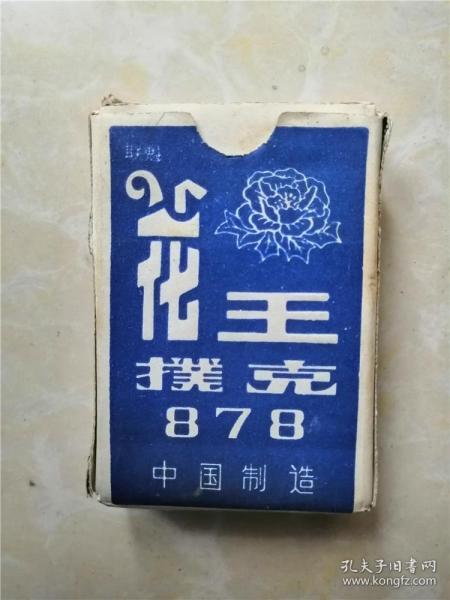 花王
撲克
878
中国制造
孔夫子旧书网
www.kongfz.com